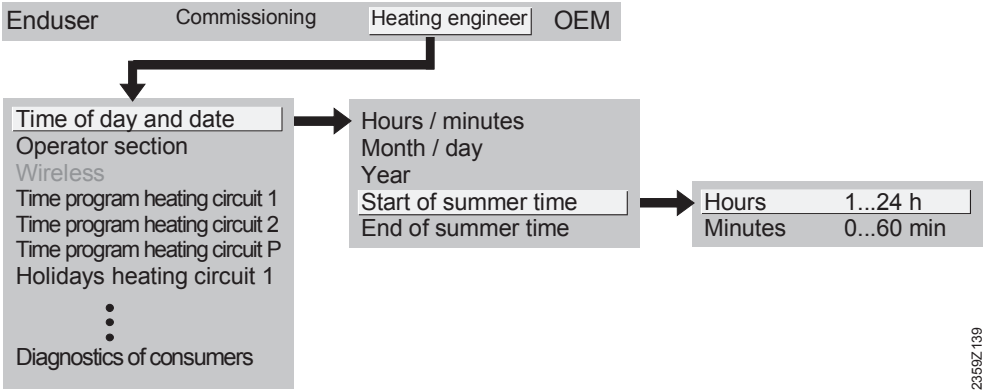 Enduser Commissioning Heating engineer OEM
Time of day and date
Operator section
Wireless
Time program heating circuit 1
Time program heating circuit 2
Time program heating circuit P
Holidays heating circuit 1
Diagnostics of consumers
Hours / minutes
Month / day
Year
Start of summer time
End of summer time
Hours 1...24 h
Minutes 0...60 min
2359Z139